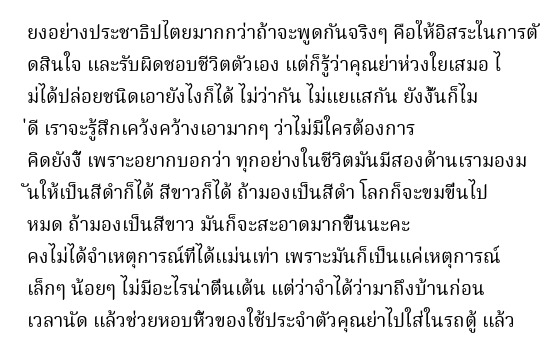 ยงอย่างประชาธิปไตยมากกว่าถ้าจะพูดกันจริงๆ คือให้อิสระในการตั
ดสินใจ และรับผิดชอบชีวิตตัวเอง แต่ก็รู้ว่าคุณย่าห่วงใยเสมอ ไ
ม่ได้ปล่อยชนิดเอายังไงก็ได้ ไม่ว่ากัน ไม่แยแสกัน ยังงั้นก็ไม
่ดี เราจะรู้สึกเคว้งคว้างเอามากๆ ว่าไม่มีใครต้องการ
คิดยังงี้ เพราะอยากบอกว่า ทุกอย่างในชีวิตมันมีสองด้านเรามองม
ันให้เป็นสีดำก็ได้ สีขาวก็ได้ ถ้ามองเป็นสีดำ โลกก็จะขมขื่นไป
หมด ถ้ามองเป็นสีขาว มันก็จะสะอาดมากขึ้นนะคะ
คงไม่ได้จำเหตุการณ์ที่ได้แม่นเท่า เพราะมันก็เป็นแค่เหตุการณ์
เล็กๆ น้อยๆ ไม่มีอะไรน่าตื่นเต้น แต่ว่าจำได้ว่ามาถึงบ้านก่อน
เวลานัด แล้วช่วยหอบหิ้วของใช้ประจำตัวคุณย่าไปใส่ในรถตู้ แล้ว